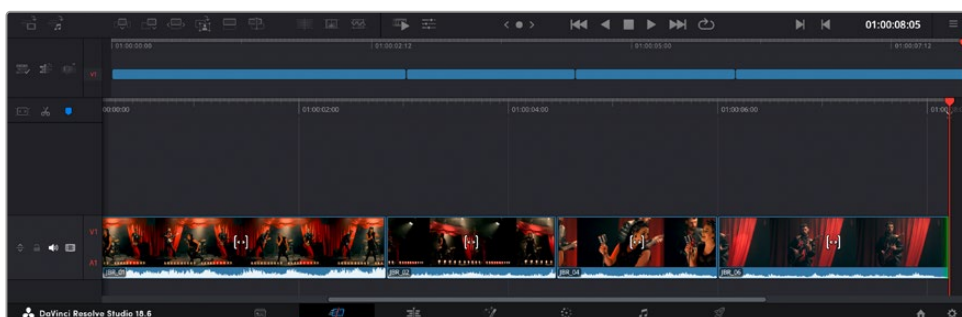 01:00:08:05
01:00:00:00 01:00:02:12 01:00:05:00 01:00:07:12
V1
00:00:00 01:00:02:00 01:00:04:00 01:00:06:00 01:00
V1
A1
JBR_01 JBR_02 JBR_04 JBR_06
DaVinci Resolve Studio 18.6